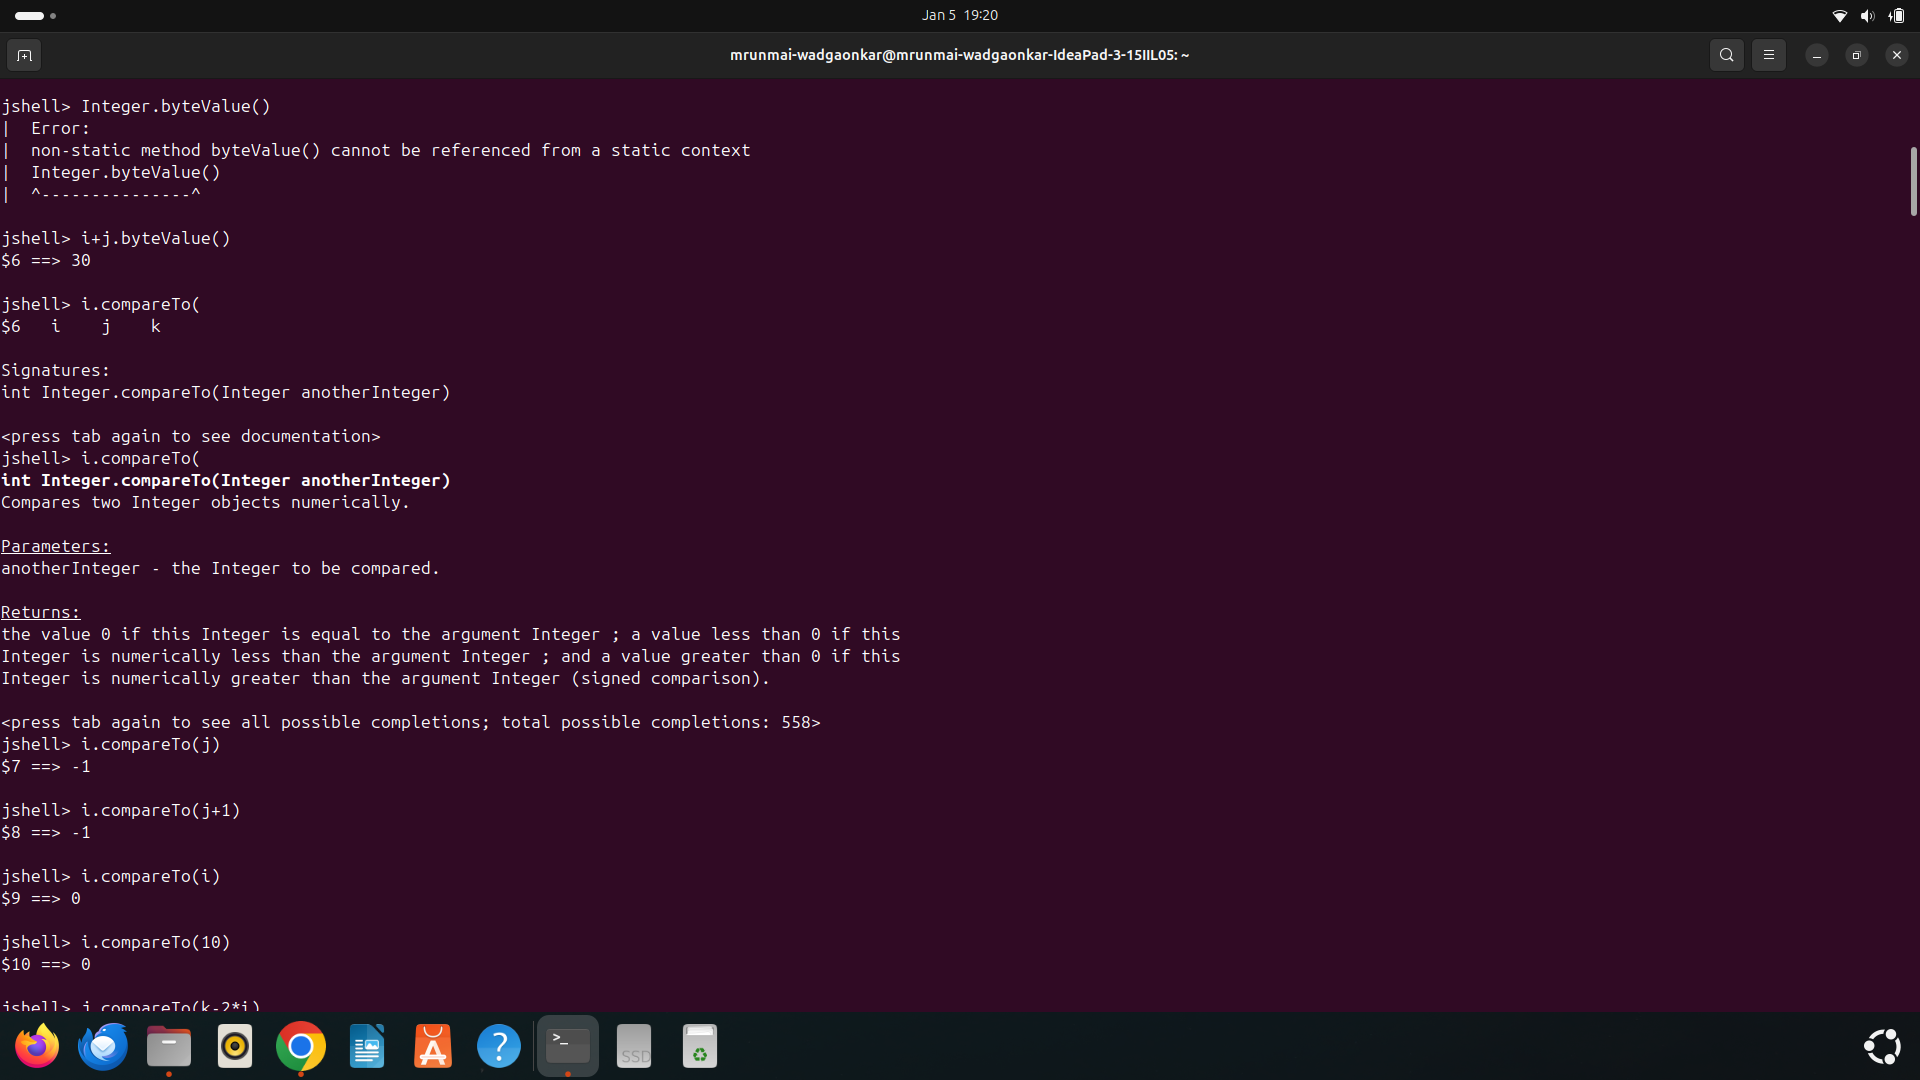 Jan 5 19:20
mrunmai-wadgaonkar@mrunmai-wadgaonkar-IdeaPad-3-15IIL05: ~
jshell> Integer.byteValue()
|  Error:
|  non-static method byteValue() cannot be referenced from a static context
|  Integer.byteValue()
|  ^---------------^
jshell> i+j.byteValue()
$6 ==> 30
jshell> i.compareTo(
$6   i    j    k
Signatures:
int Integer.compareTo(Integer anotherInteger)
<press tab again to see documentation>
jshell> i.compareTo(
int Integer.compareTo(Integer anotherInteger)
Compares two Integer objects numerically.
Parameters:
anotherInteger - the Integer to be compared.
Returns:
the value 0 if this Integer is equal to the argument Integer ; a value less than 0 if this
Integer is numerically less than the argument Integer ; and a value greater than 0 if this
Integer is numerically greater than the argument Integer (signed comparison).
<press tab again to see all possible completions; total possible completions: 558>
jshell> i.compareTo(j)
$7 ==> -1
jshell> i.compareTo(j+1)
$8 ==> -1
jshell> i.compareTo(i)
$9 ==> 0
jshell> i.compareTo(10)
$10 ==> 0
jshell> j.compareTo(k-2*i)
>_
SSD